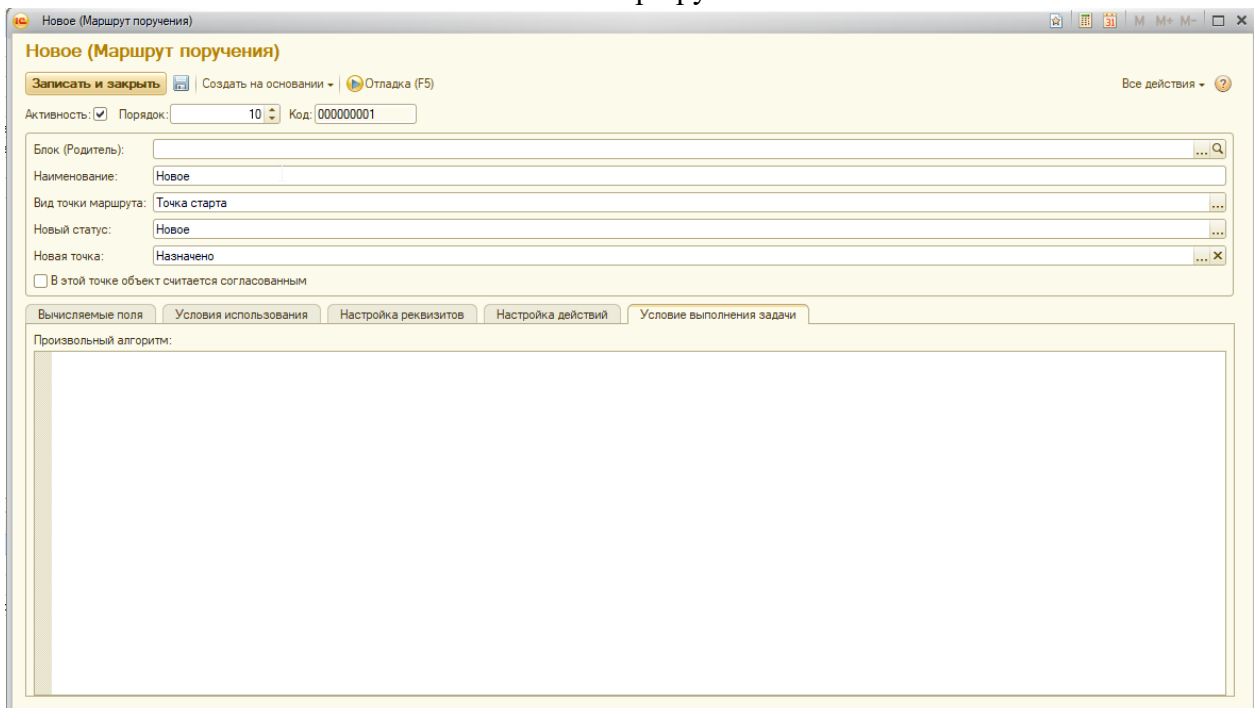 Новое (Маршрут поручения) M M+ M-
Новое (Маршрут поручения)
Записать и закрыть Создать на основании Отладка (F5) Все действия ?
Активность: Порядок: 10 Код: 000000001
Блок (Родитель): ...
Наименование: Новое
Вид точки маршрута: Точка старта ...
Новый статус: Новое ...
Новая точка: Назначено ... ×
В этой точке объект считается согласованным
Вычисляемые поля Условия использования Настройка реквизитов Настройка действий Условие выполнения задачи
Произвольный алгоритм: